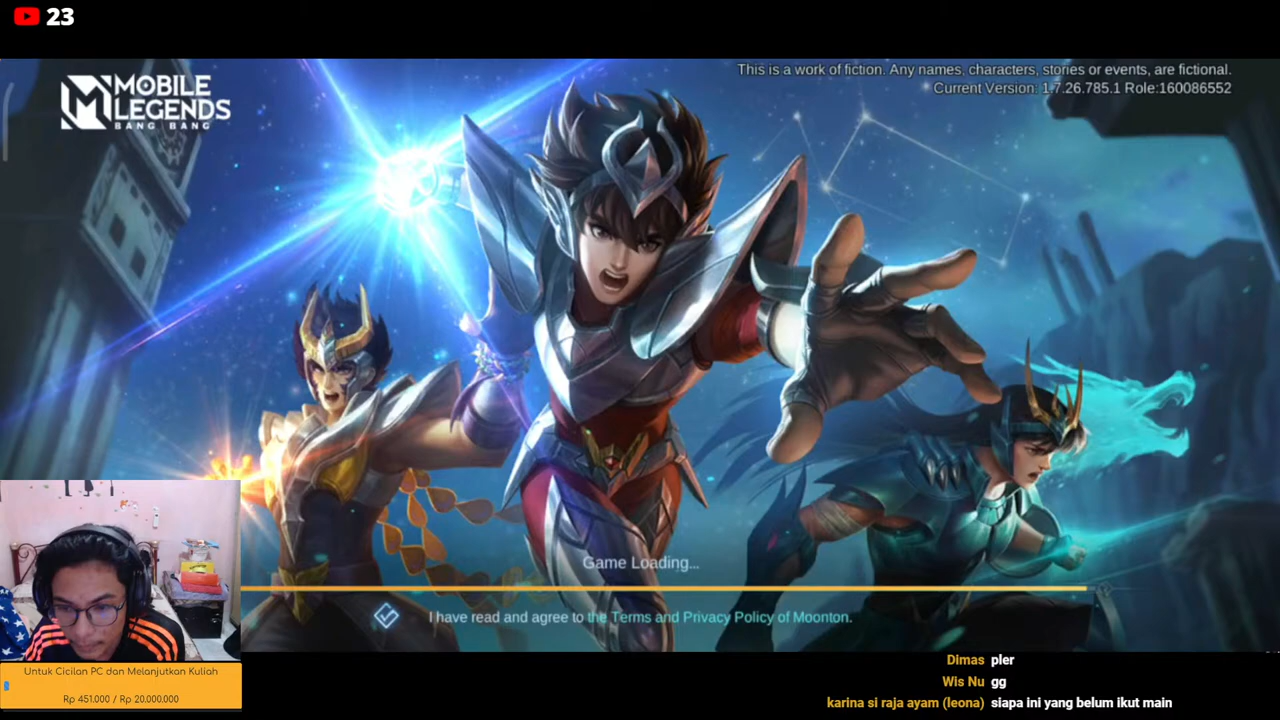 23
MOBILE
LEGENDS
BANG BANG
This is a work of fiction. Any names, characters, stories or events, are fictional.
Current Version: 1.7.26.785.1 Role:160086552
Game Loading...
I have read and agree to the Terms and Privacy Policy of Moonton.
Untuk Cicilan PC dan Melanjutkan Kuliah
Rp 451.000 / Rp 20.000.000
Dimas pler
Wis Nu gg
karina si raja ayam (leona) siapa ini yang belum ikut main